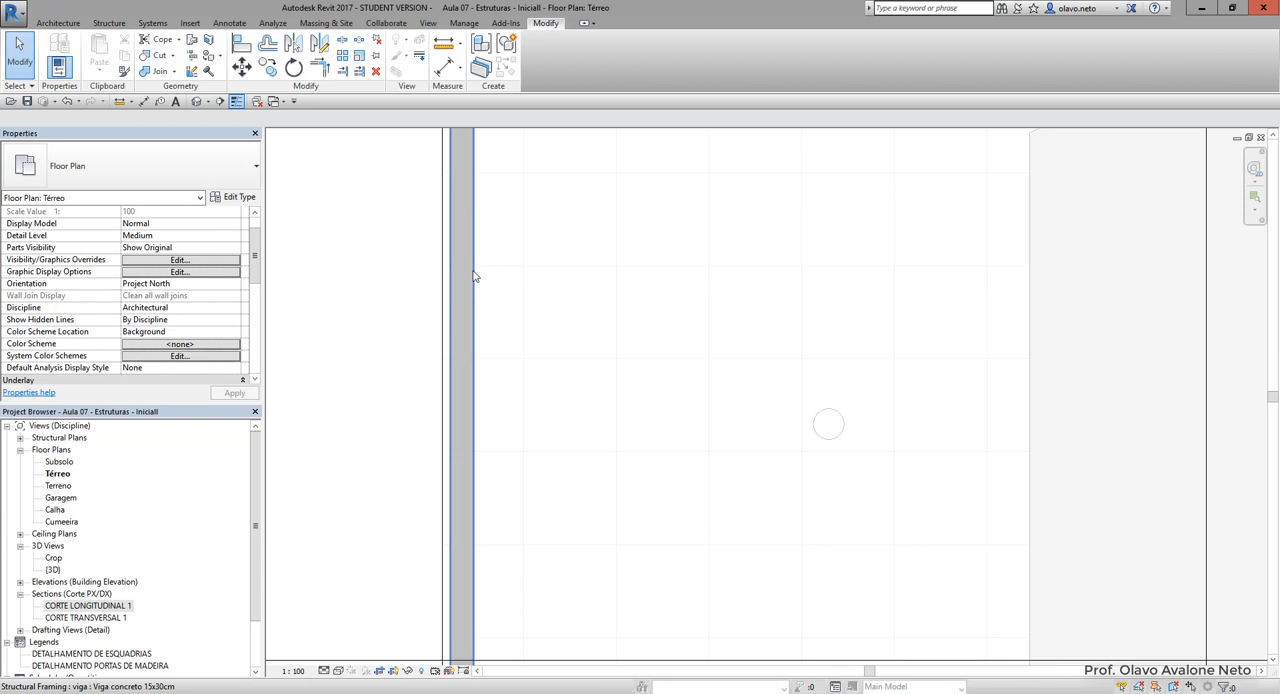 Autodesk Revit 2017 - STUDENT VERSION - Aula 07 - Estruturas - Iniciall - Floor Plan: Térreo
Type a keyword or phrase
olavo.neto
Architecture Structure Systems Insert Annotate Analyze Massing & Site Collaborate View Manage Add-Ins Modify
Modify
Paste
Cope
Cut
Join
Select Properties Clipboard Geometry Modify View Measure Create
Properties
Floor Plan
Floor Plan: Térreo
Edit Type
Scale Value 1: 100
Display Model Normal
Detail Level Medium
Parts Visibility Show Original
Visibility/Graphics Overrides Edit...
Graphic Display Options Edit...
Orientation Project North
Wall Join Display Clean all wall joins
Discipline Architectural
Show Hidden Lines By Discipline
Color Scheme Location Background
Color Scheme <none>
System Color Schemes Edit...
Default Analysis Display Style None
Underlay
Properties help
Apply
Project Browser - Aula 07 - Estruturas - Iniciall
Views (Discipline)
Structural Plans
Floor Plans
Subsolo
Térreo
Terreno
Garagem
Calha
Cumeeira
Ceiling Plans
3D Views
Crop
{3D}
Elevations (Building Elevation)
Sections (Corte PX/DX)
CORTE LONGITUDINAL 1
CORTE TRANSVERSAL 1
Drafting Views (Detail)
Legends
DETALHAMENTO DE ESQUADRIAS
DETALHAMENTO PORTAS DE MADEIRA
1 : 100
Prof. Olavo Avalone Neto
Structural Framing : viga : Viga concreto 15x30cm
:0
Main Model
:0